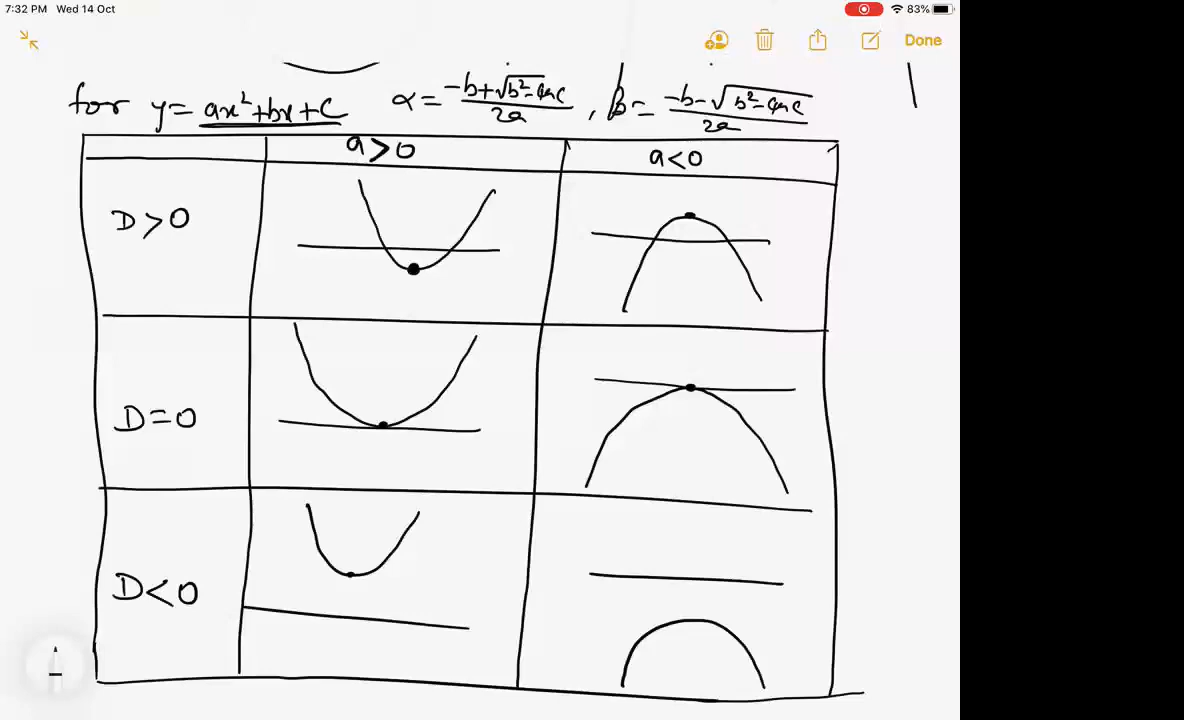 7:32 PM Wed 14 Oct 83%
Done
for y = ax²+bx+c α = -b+√b²-4ac/2a , β = -b-√b²-4ac/2a
a>0 a<0
D>0
D=0
D<0